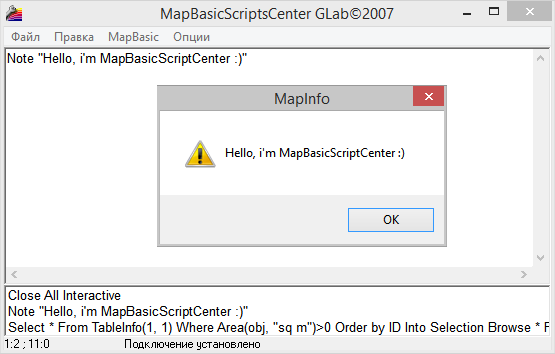 MapBasicScriptsCenter GLab©2007
Файл Правка MapBasic Опции
Note "Hello, i'm MapBasicScriptCenter :)"
MapInfo
Hello, i'm MapBasicScriptCenter :)
OK
Close All Interactive
Note "Hello, i'm MapBasicScriptCenter :)"
Select * From TableInfo(1, 1) Where Area(obj, "sq m")>0 Order by ID Into Selection Browse * F
1:2 ; 11:0 Подключение установлено